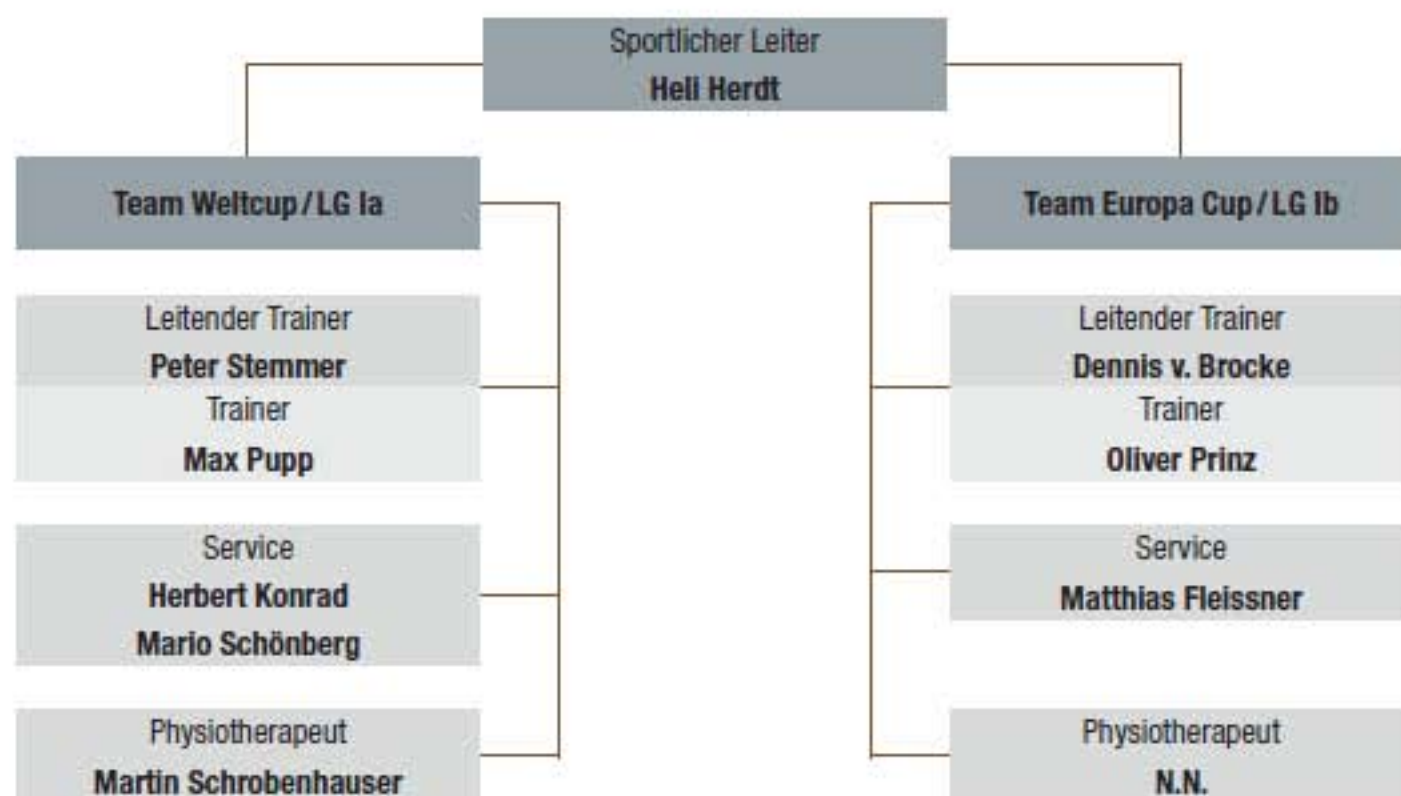 Sportlicher Leiter
Heli Herdt
Team Weltcup/LG Ia
Leitender Trainer
Peter Stemmer
Trainer
Max Pupp
Service
Herbert Konrad
Mario Schönberg
Physiotherapeut
Martin Schrobenhauser
Team Europa Cup/LG Ib
Leitender Trainer
Dennis v. Brocke
Trainer
Oliver Prinz
Service
Matthias Fleissner
Physiotherapeut
N.N.